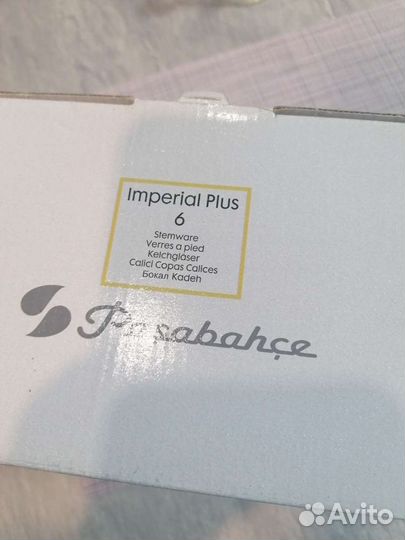 Imperial Plus
6
Stemware
Verres a pied
Kelchgläser
Calici Copas Calices
Бокал Kadeh
Paşabahçe
Avito